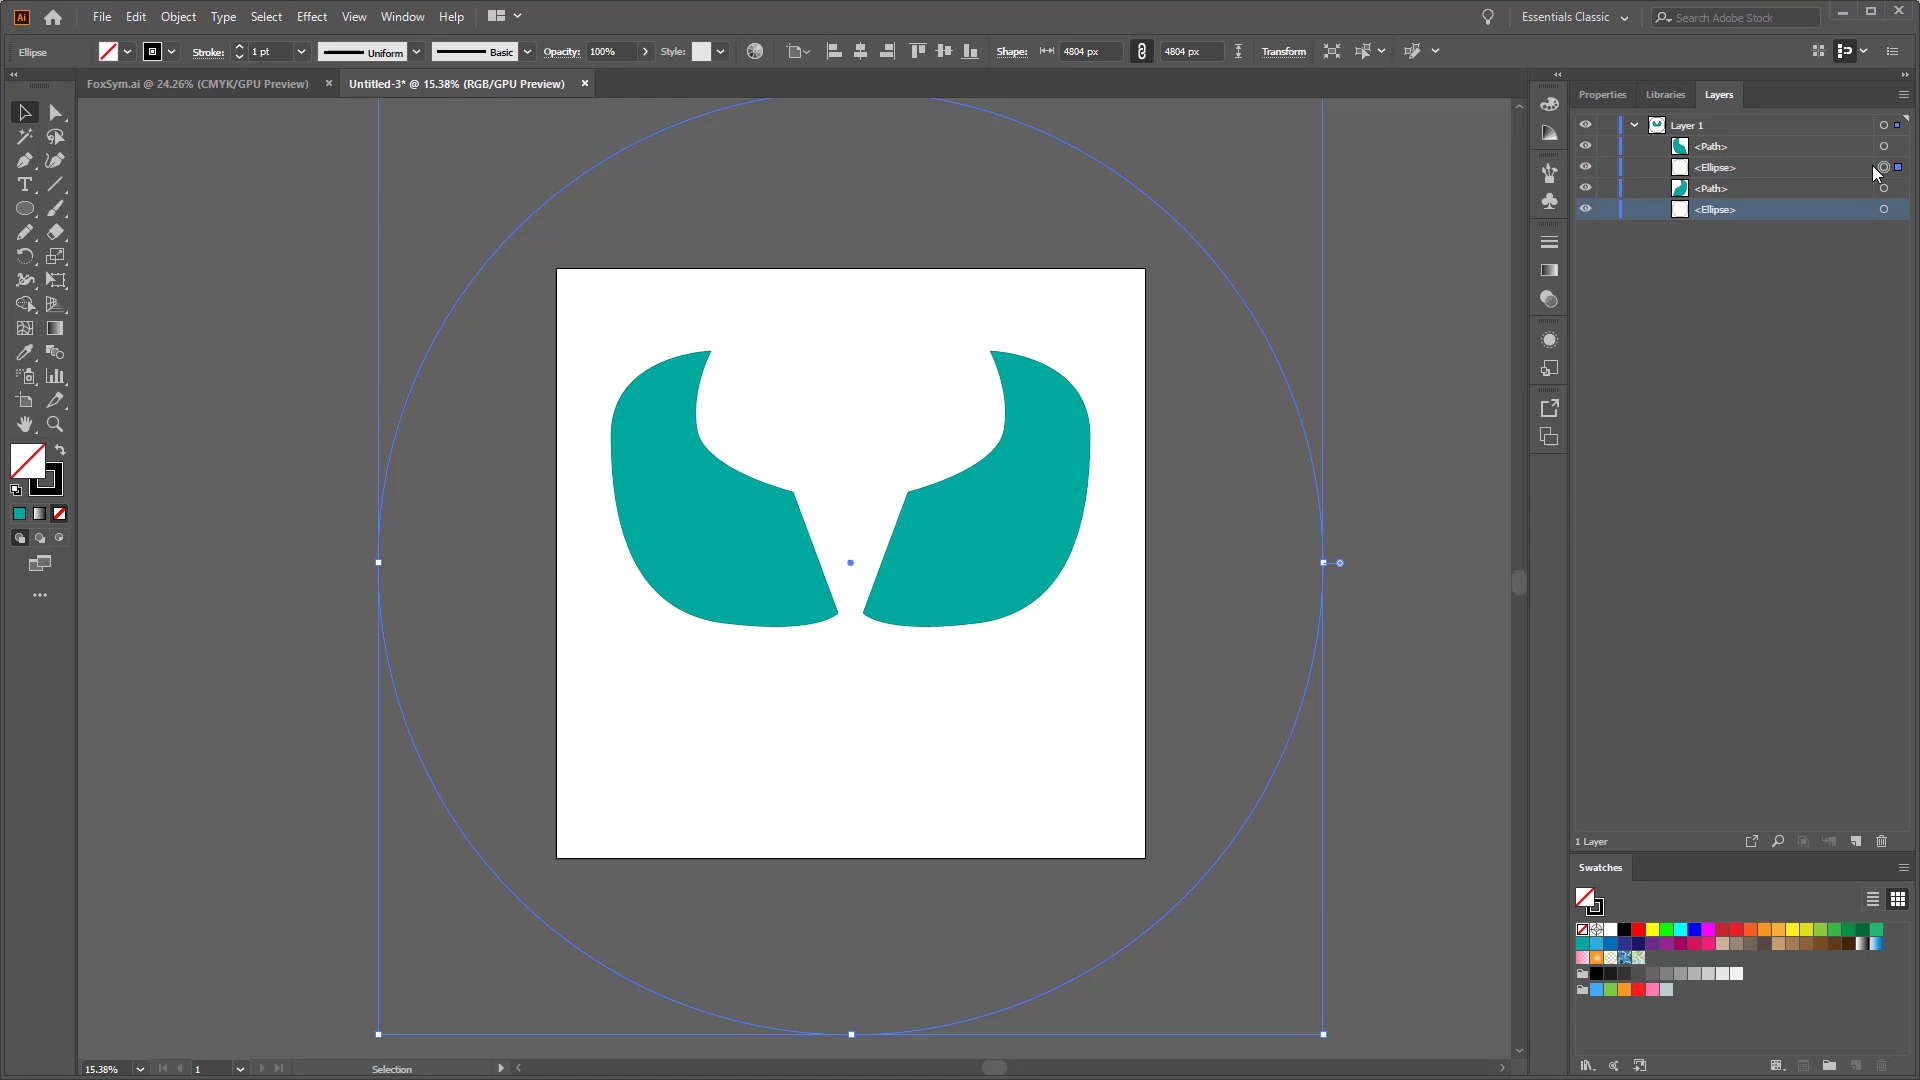 Ai File Edit Object Type Select Effect View Window Help Essentials Classic Search Adobe Stock
Ellipse Stroke: 1 pt Uniform Basic Opacity: 100% Style: Shape: 4804 px 4804 px Transform
FoxSym.ai @ 24.26% (CMYK/GPU Preview) Untitled-3* @ 15.38% (RGB/GPU Preview)
Properties Libraries Layers
Layer 1
<Path>
<Ellipse>
<Path>
<Ellipse>
1 Layer
Swatches
15.38% 1 Selection